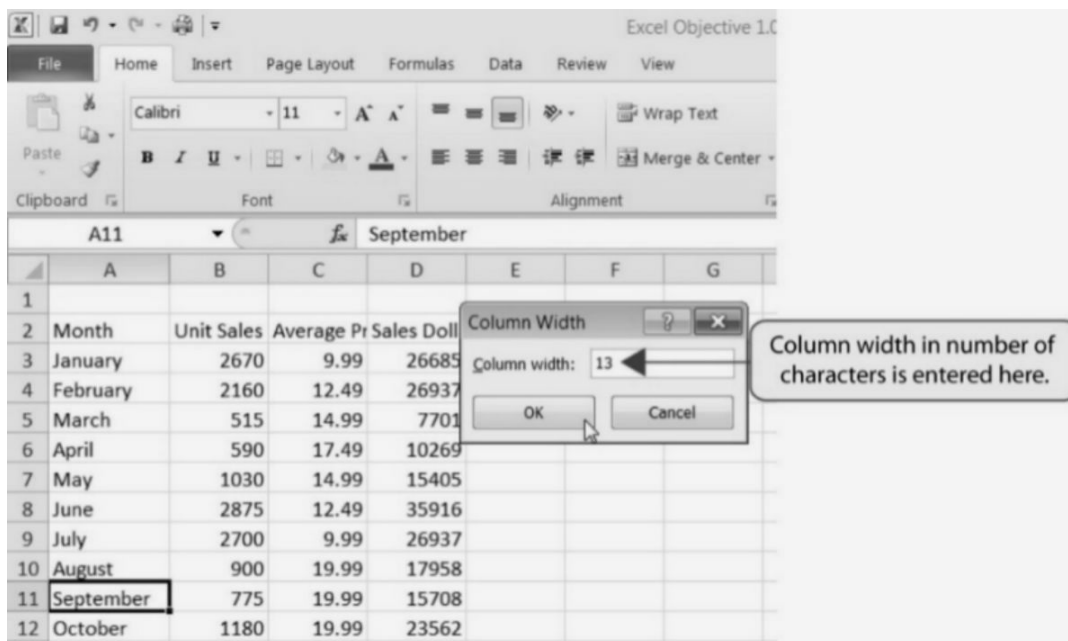 Excel Objective 1.0
File Home Insert Page Layout Formulas Data Review View
Calibri 11 A A Wrap Text
Paste B I U A Merge & Center
Clipboard Font Alignment
A11 fx September
A B C D E F G
1
2 Month Unit Sales Average Pr Sales Doll
3 January 2670 9.99 26685
4 February 2160 12.49 26937
5 March 515 14.99 7701
6 April 590 17.49 10269
7 May 1030 14.99 15405
8 June 2875 12.49 35916
9 July 2700 9.99 26937
10 August 900 19.99 17958
11 September 775 19.99 15708
12 October 1180 19.99 23562
Column Width ?
Column width: 13
OK Cancel
Column width in number of
characters is entered here.